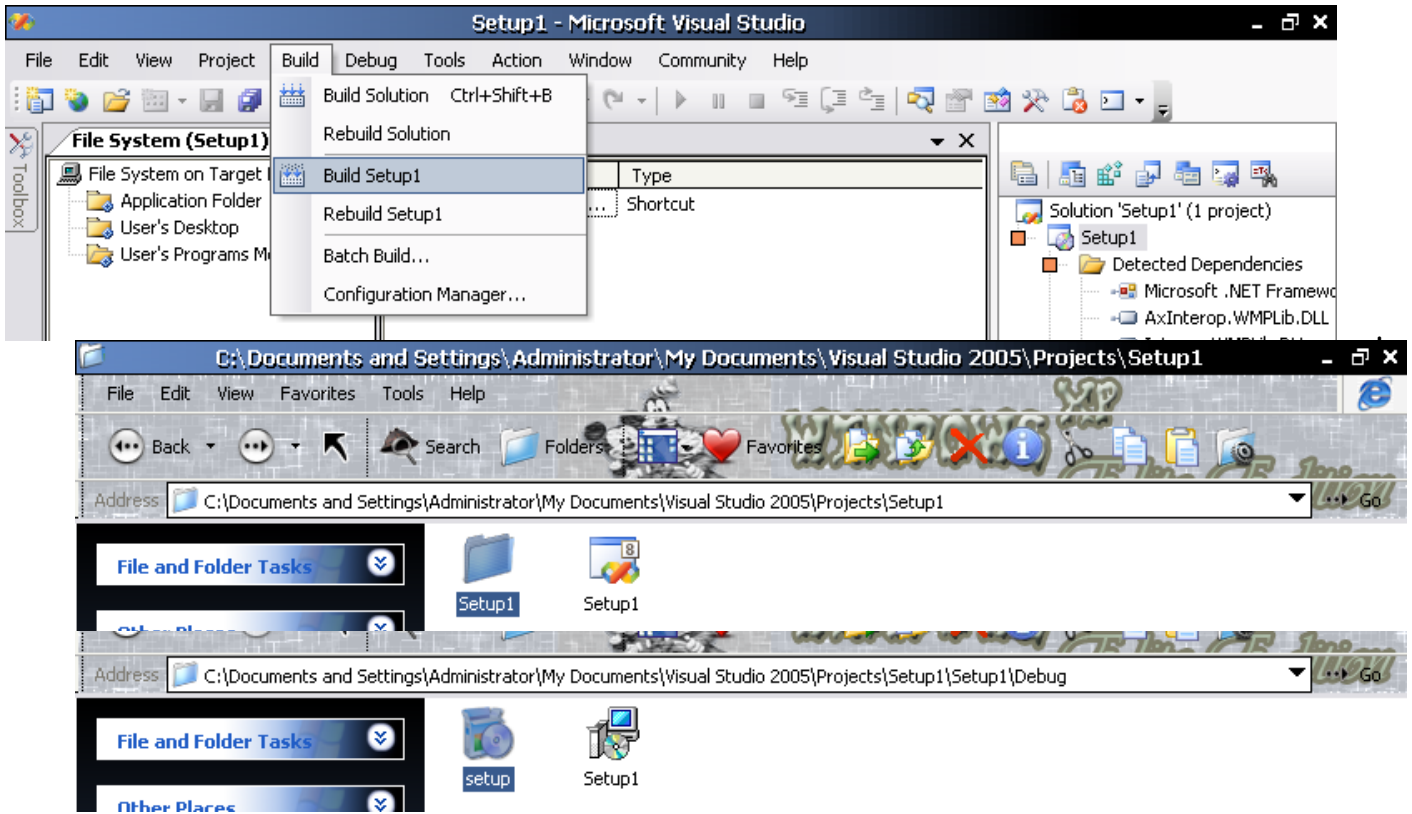 Setup1 - Microsoft Visual Studio
File Edit View Project Build Debug Tools Action Window Community Help
Build Solution Ctrl+Shift+B
Rebuild Solution
Build Setup1
Rebuild Setup1
Batch Build...
Configuration Manager...
Toolbox
File System (Setup1)
File System on Target
Application Folder
User's Desktop
User's Programs M
Type
... Shortcut
Solution 'Setup1' (1 project)
Setup1
Detected Dependencies
Microsoft .NET Framewo
AxInterop.WMPLib.DLL
C:\Documents and Settings\Administrator\My Documents\Visual Studio 2005\Projects\Setup1
File Edit View Favorites Tools Help
XP
Back Search Folders Favorites
Address C:\Documents and Settings\Administrator\My Documents\Visual Studio 2005\Projects\Setup1 Go
File and Folder Tasks
8
Setup1 Setup1
Address C:\Documents and Settings\Administrator\My Documents\Visual Studio 2005\Projects\Setup1\Setup1\Debug Go
File and Folder Tasks
setup Setup1
Other Places